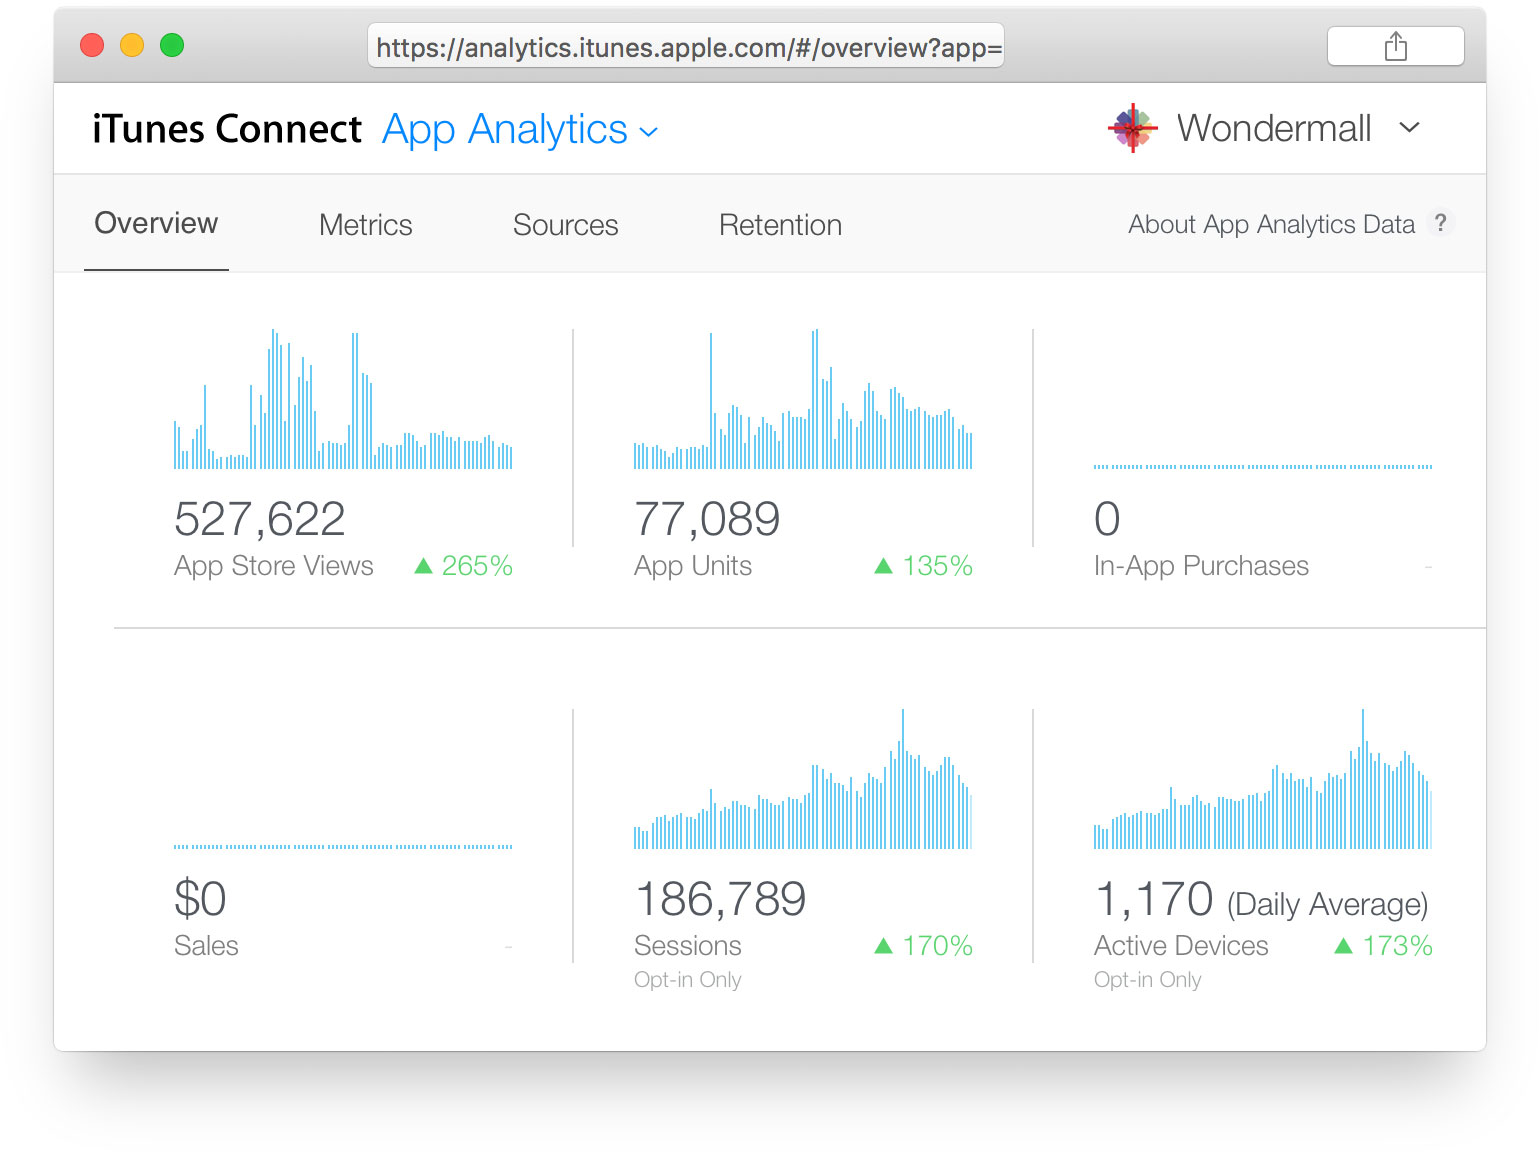 https://analytics.itunes.apple.com/#/overview?app=
iTunes Connect App Analytics
Wondermall
Overview Metrics Sources Retention About App Analytics Data ?
527,622
App Store Views ▲ 265%
77,089
App Units ▲ 135%
0
In-App Purchases -
$0
Sales -
186,789
Sessions ▲ 170%
Opt-in Only
1,170 (Daily Average)
Active Devices ▲ 173%
Opt-in Only